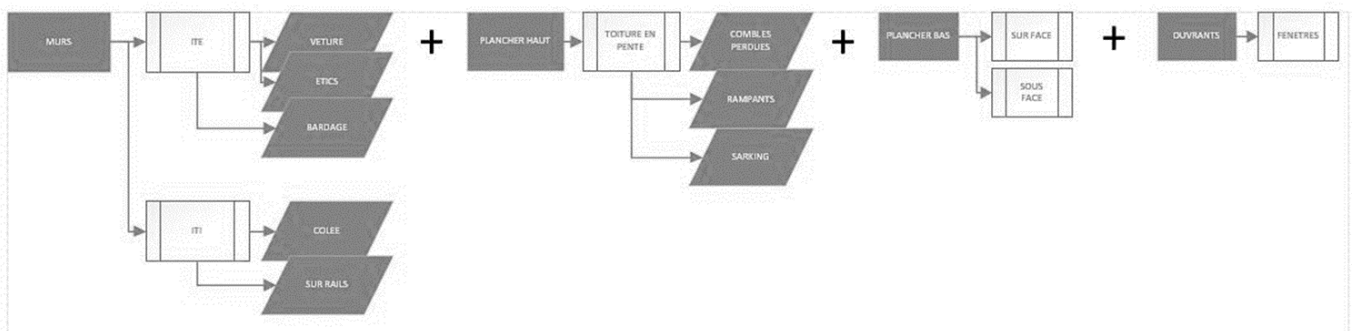 MURS
ITE
VETURE
ETICS
BARDAGE
ITI
COLEE
SUR RAILS
+
PLANCHER HAUT
TOITURE EN
PENTE
COMBLES
PERDUES
RAMPANTS
SARKING
+
PLANCHER BAS
SUR FACE
SOUS
FACE
+
OUVRANTS
FENETRES